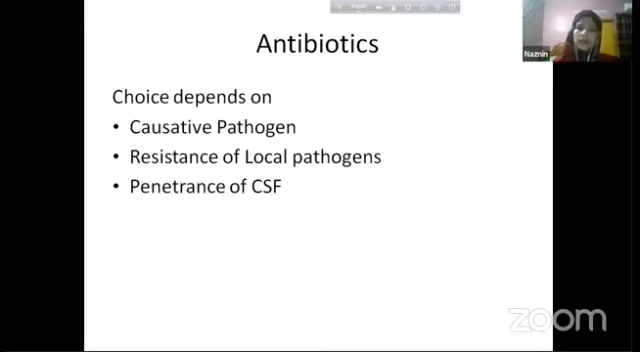 Antibiotics
Naznin
Choice depends on
• Causative Pathogen
• Resistance of Local pathogens
• Penetrance of CSF
zoom